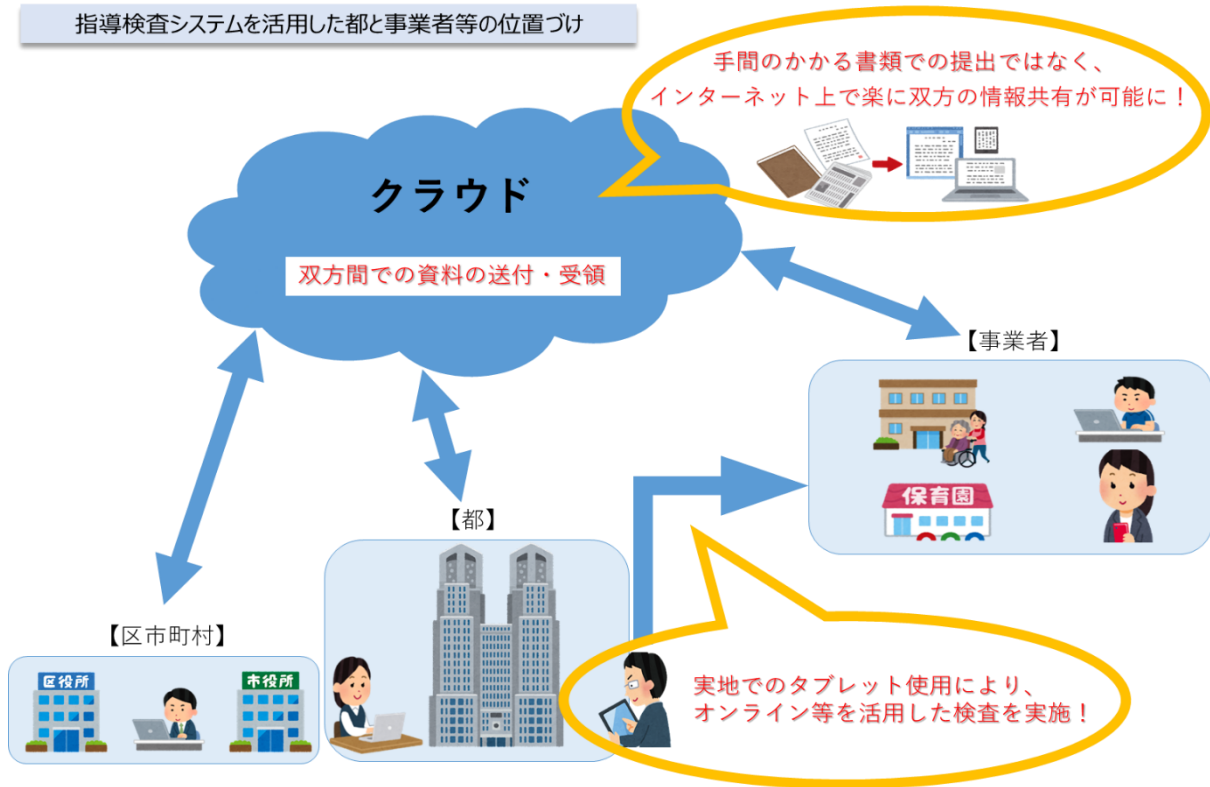 指導検査システムを活用した都と事業者等の位置づけ
手間のかかる書類での提出ではなく、
インターネット上で楽に双方の情報共有が可能に！
クラウド
双方間での資料の送付・受領
【事業者】
保育園
【都】
【区市町村】
区役所
市役所
実地でのタブレット使用により、
オンライン等を活用した検査を実施！